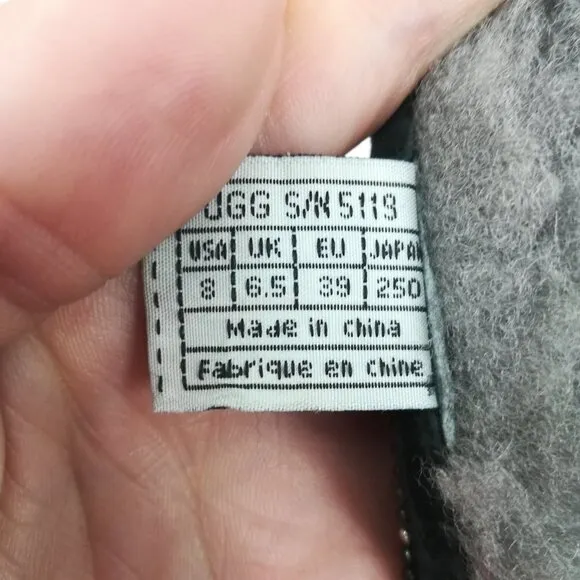 UGG S/N 5119
USA UK EU JAPAN
8 6.5 39 250
Made in china
Fabrique en chine